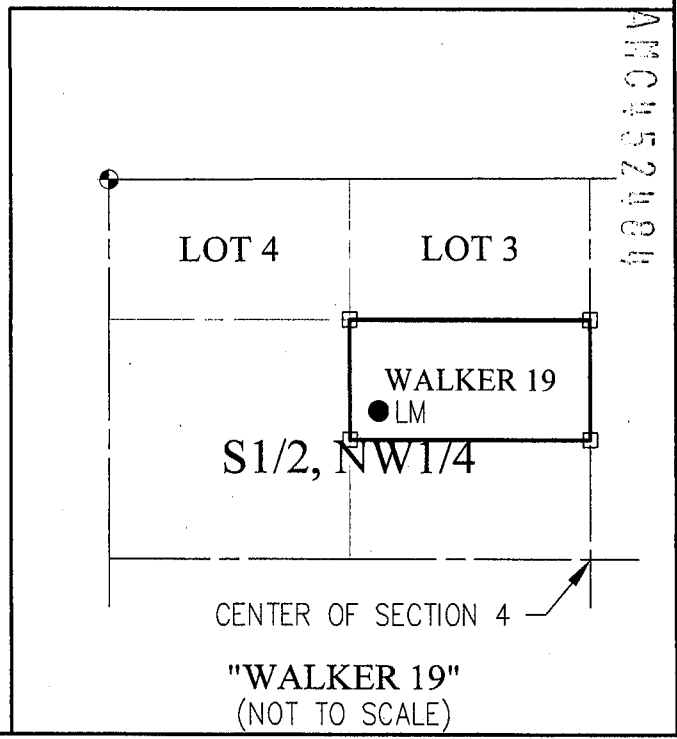 AMC452484
LOT 4
LOT 3
WALKER 19
LM
S1/2, NW1/4
CENTER OF SECTION 4
"WALKER 19"
(NOT TO SCALE)